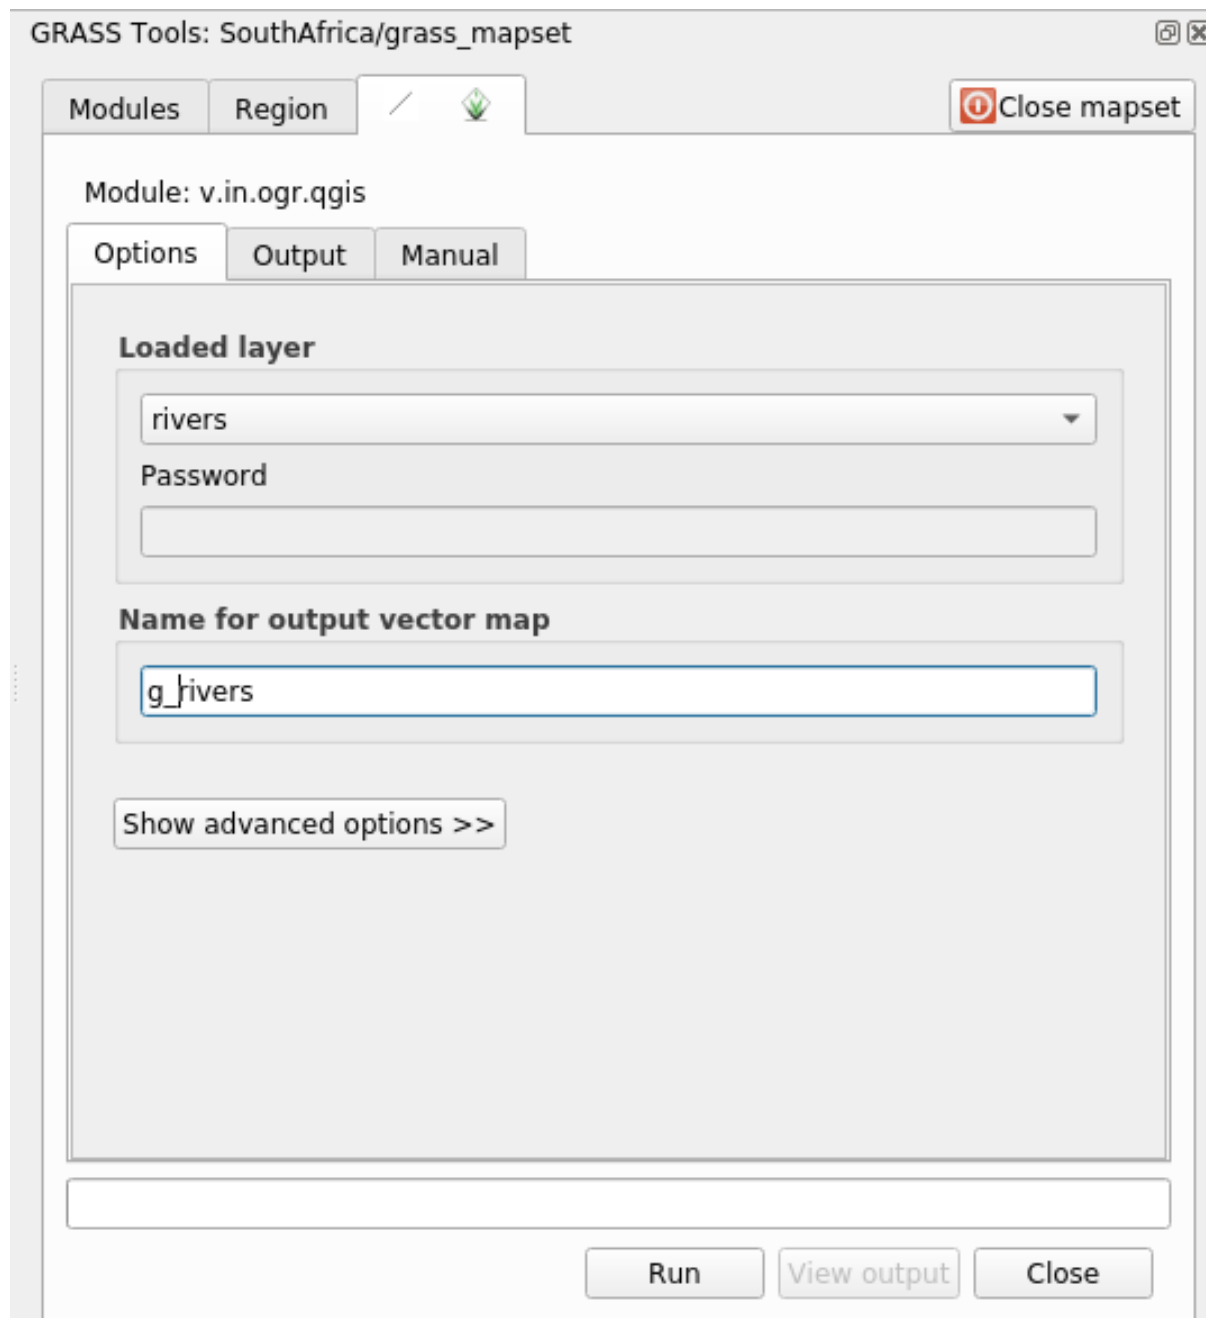 GRASS Tools: SouthAfrica/grass_mapset
Modules Region Close mapset
Module: v.in.ogr.qgis
Options Output Manual
Loaded layer
rivers
Password
Name for output vector map
g_rivers
Show advanced options >>
Run View output Close